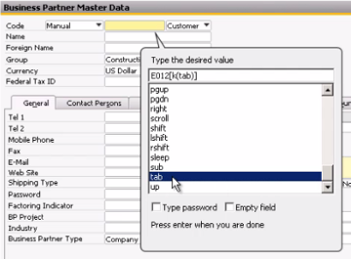 Business Partner Master Data
Code Manual Customer
Name
Foreign Name
Group Constructi
Currency US Dollar
Federal Tax ID
General Contact Persons
Tel 1
Tel 2
Mobile Phone
Fax
E-Mail
Web Site
Shipping Type
Password
Factoring Indicator
BP Project
Industry
Business Partner Type Company
Type the desired value
E012[k(tab)]
pgup
pgdn
right
scroll
shift
lshift
rshift
sleep
sub
tab
up
Type password Empty field
Press enter when you are done
No